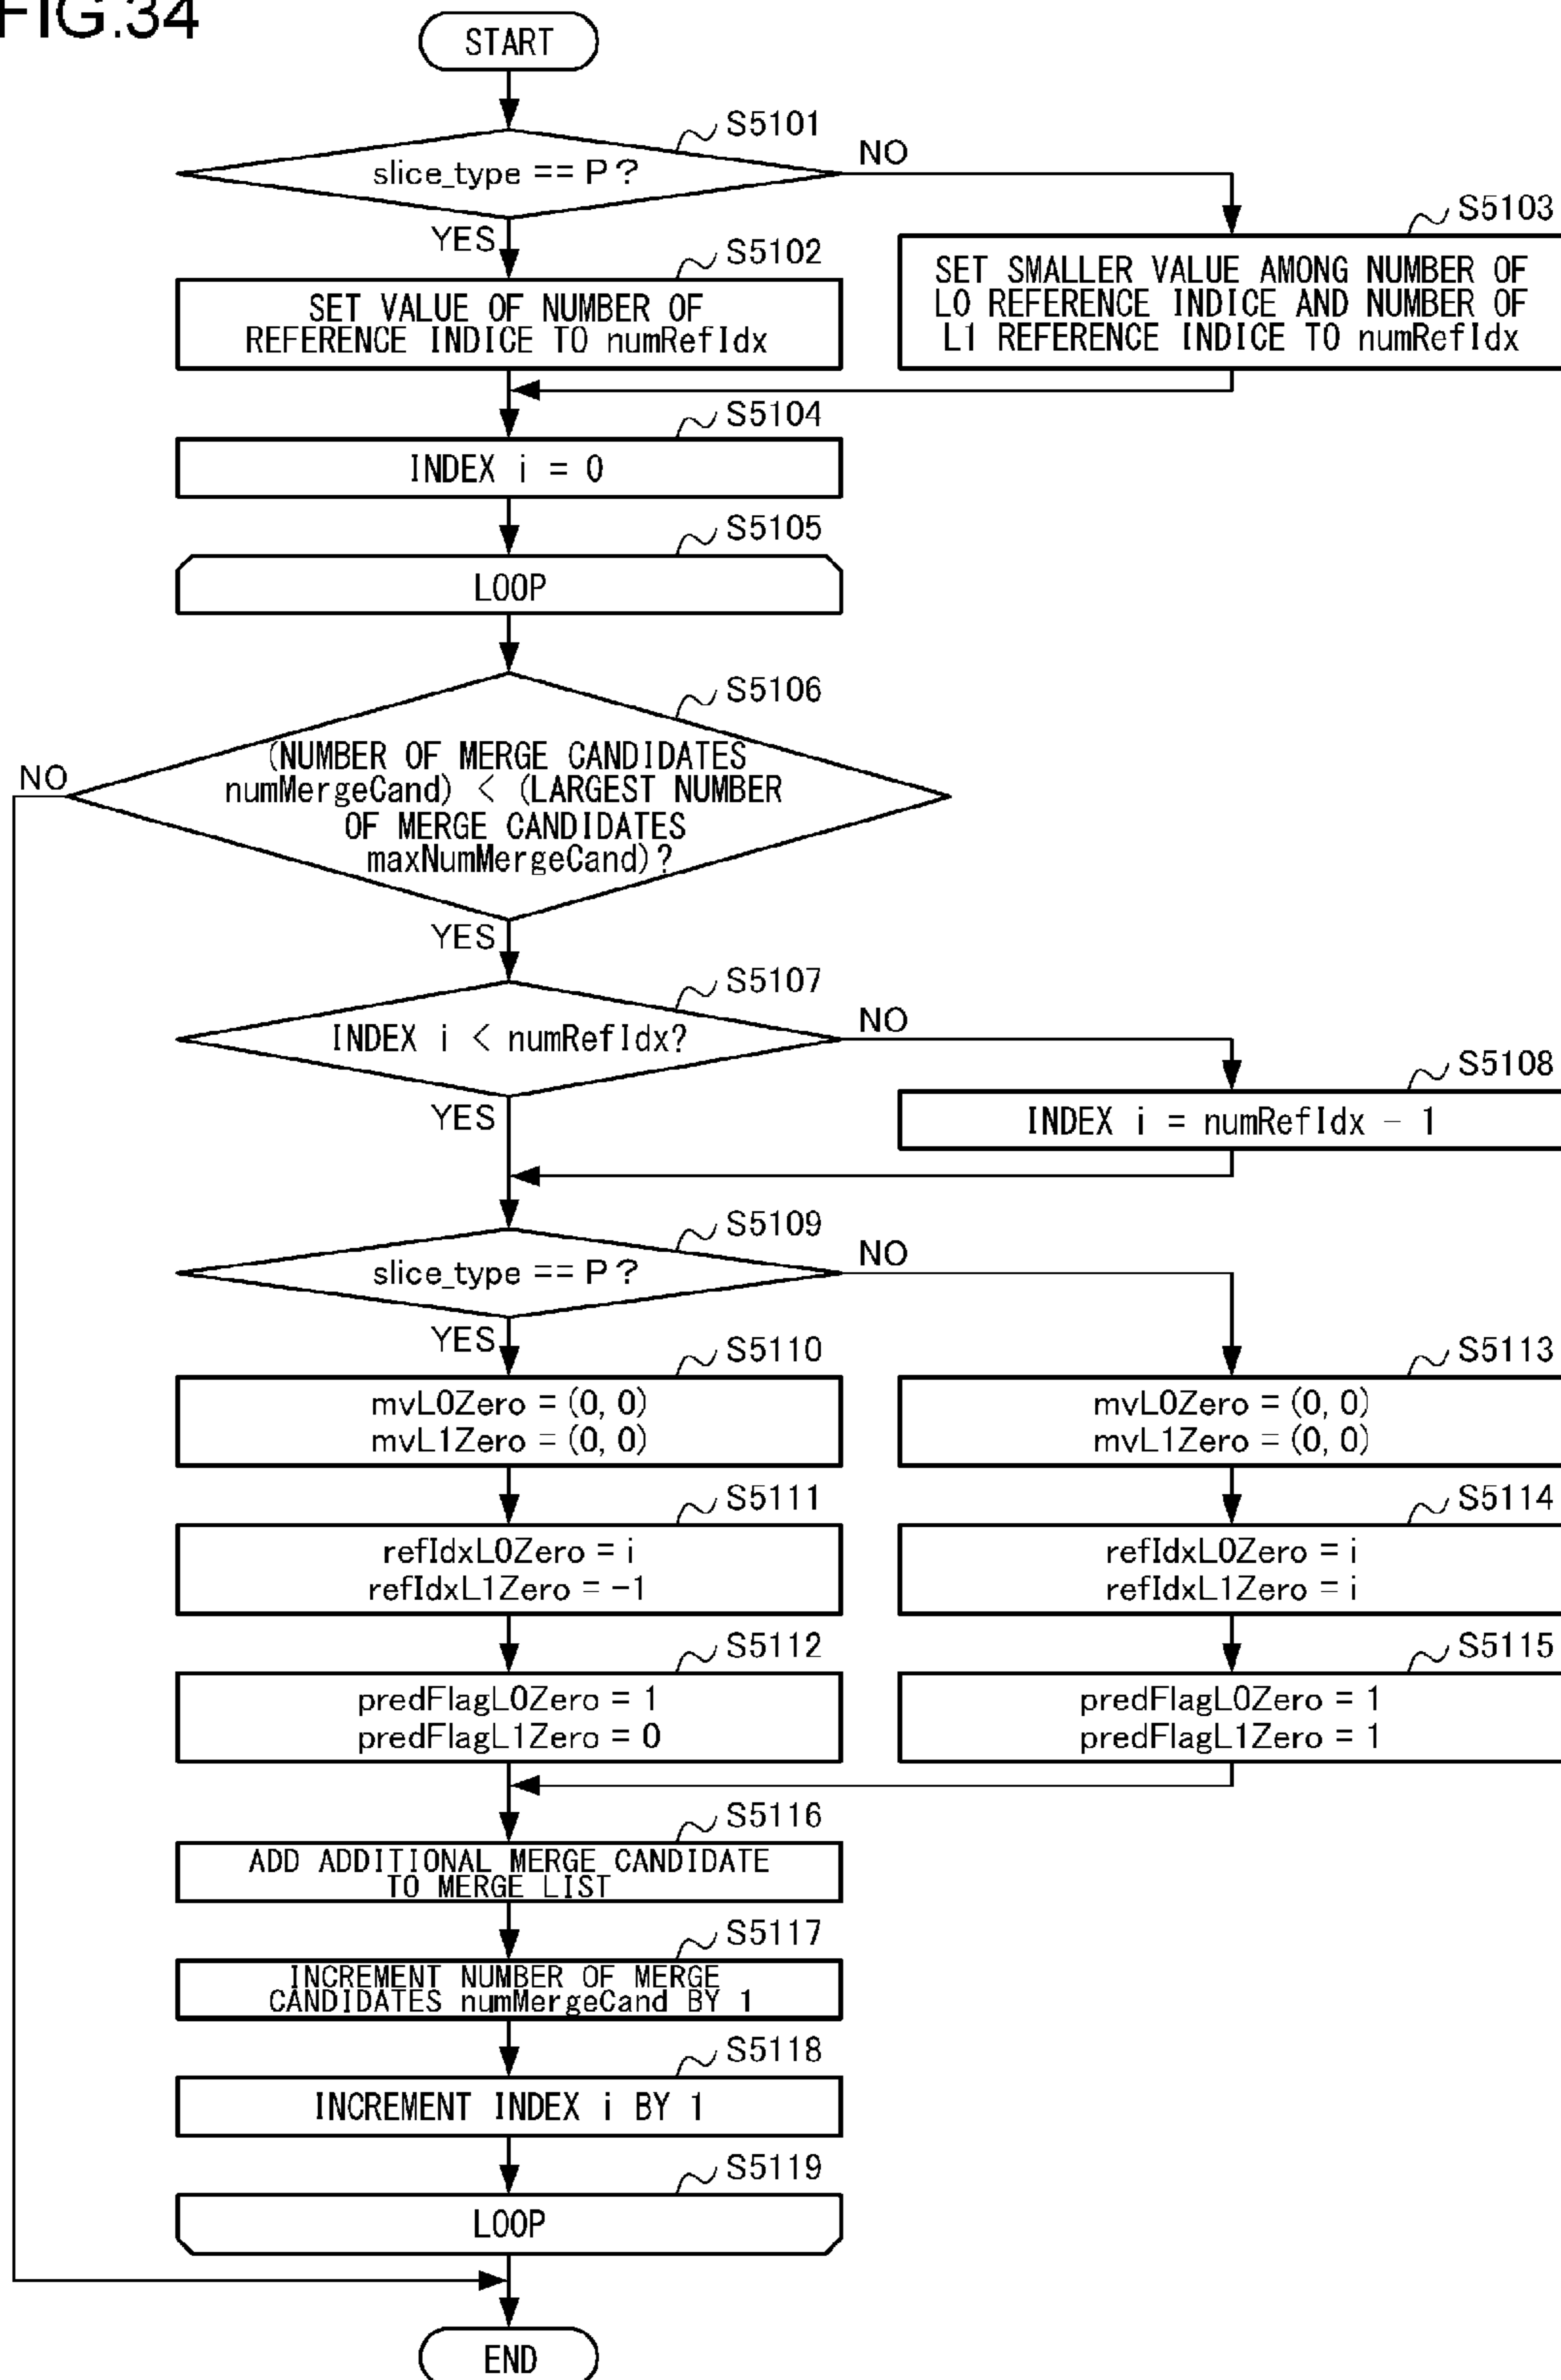 FIG.34
START
S5101
slice_type == P ?
NO
YES
S5102
SET VALUE OF NUMBER OF
REFERENCE INDICE TO numRefIdx
S5103
SET SMALLER VALUE AMONG NUMBER OF
L0 REFERENCE INDICE AND NUMBER OF
L1 REFERENCE INDICE TO numRefIdx
S5104
INDEX i = 0
S5105
LOOP
S5106
(NUMBER OF MERGE CANDIDATES
numMergeCand) < (LARGEST NUMBER
OF MERGE CANDIDATES
maxNumMergeCand)?
NO
YES
S5107
INDEX i < numRefIdx?
NO
YES
S5108
INDEX i = numRefIdx - 1
S5109
slice_type == P ?
NO
YES
S5110
mvL0Zero = (0, 0)
mvL1Zero = (0, 0)
S5113
mvL0Zero = (0, 0)
mvL1Zero = (0, 0)
S5111
refIdxL0Zero = i
refIdxL1Zero = -1
S5114
refIdxL0Zero = i
refIdxL1Zero = i
S5112
predFlagL0Zero = 1
predFlagL1Zero = 0
S5115
predFlagL0Zero = 1
predFlagL1Zero = 1
S5116
ADD ADDITIONAL MERGE CANDIDATE
TO MERGE LIST
S5117
INCREMENT NUMBER OF MERGE
CANDIDATES numMergeCand BY 1
S5118
INCREMENT INDEX i BY 1
S5119
LOOP
END